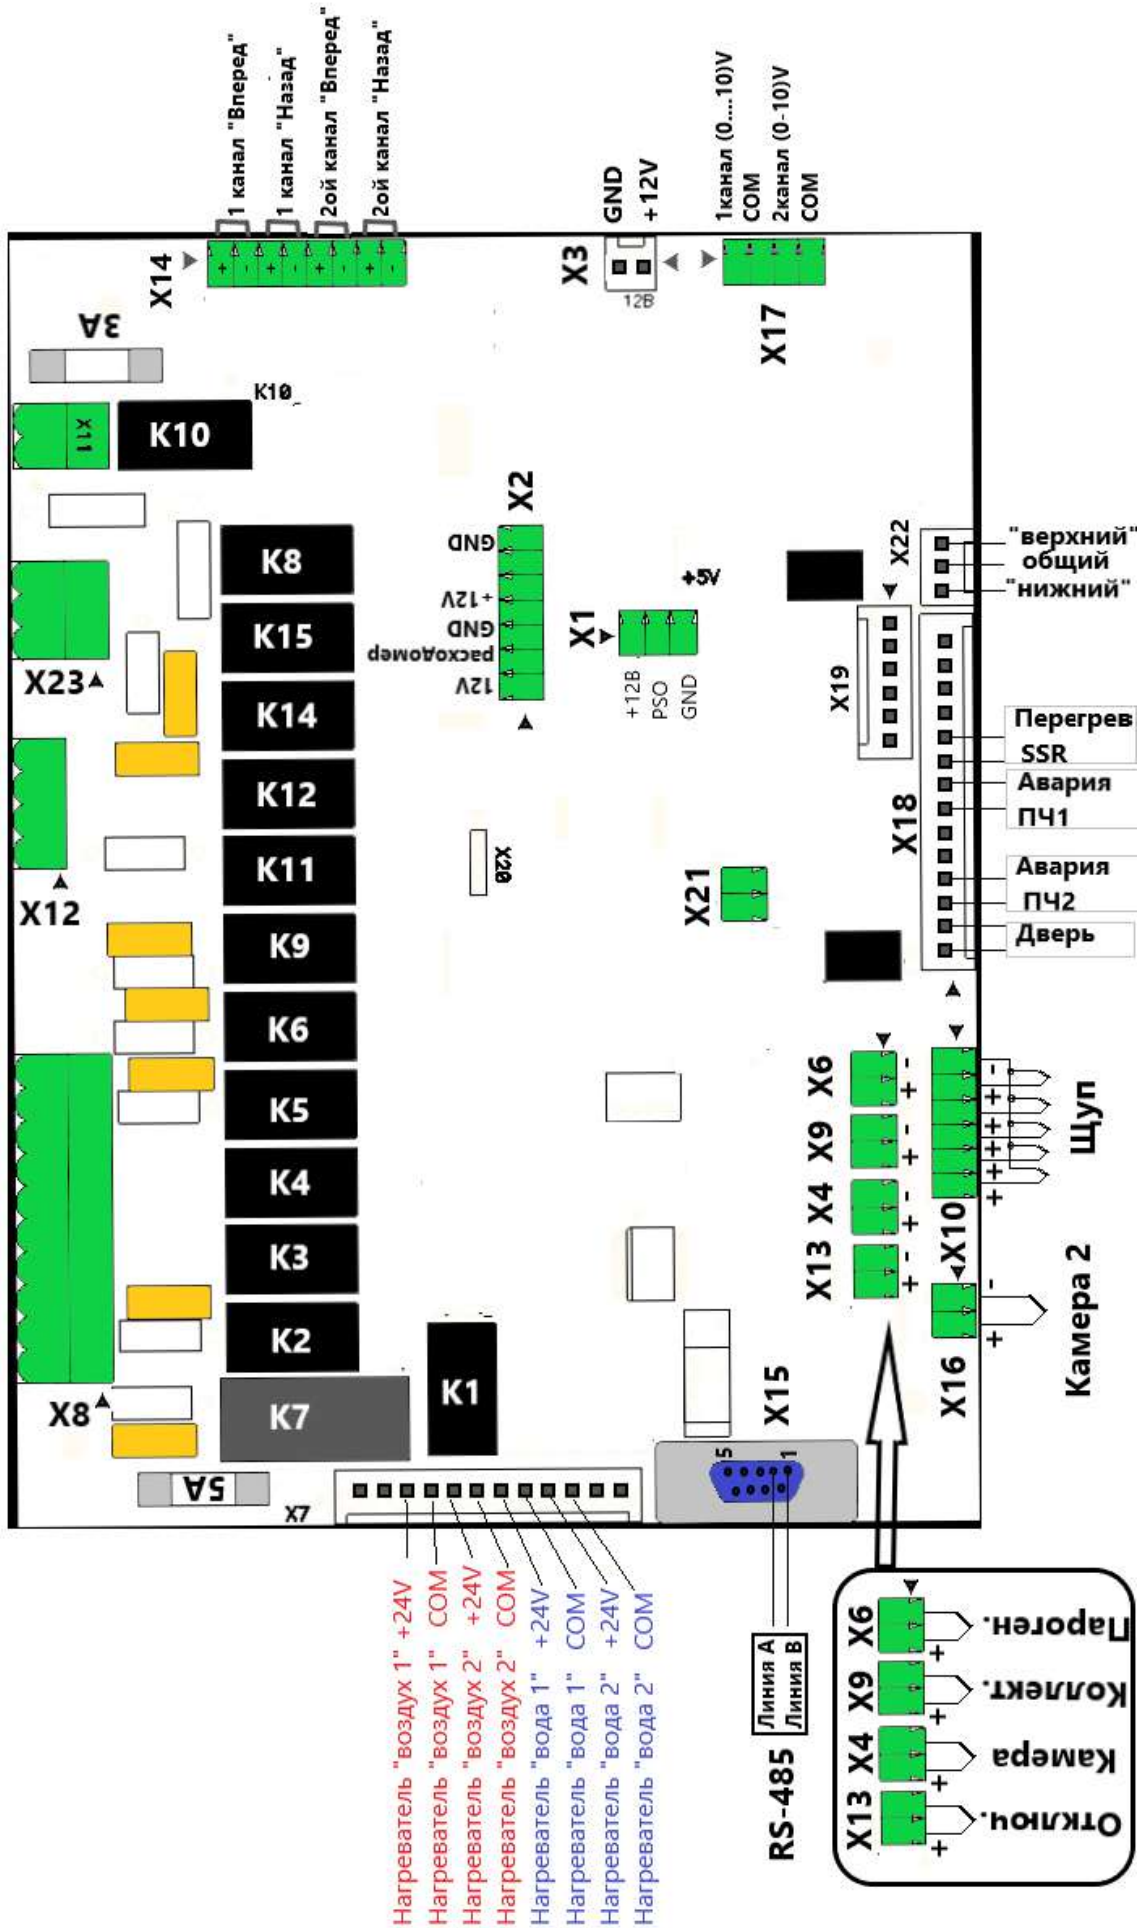 1 канал "Вперед"
1 канал "Назад"
2ой канал "Вперед"
2ой канал "Назад"
X14
3A
X11
K10
K10
X3
12В
GND
+12V
1канал (0....10)V
COM
2канал (0-10)V
COM
X17
X23
K8
K15
K14
K12
K11
K9
K6
K5
K4
K3
K2
K7
K1
X2
GND
+12V
GND
расходомер
12V
X1
+5V
+12В
PSO
GND
X22
"верхний"
общий
"нижний"
X19
X18
Перегрев
SSR
Авария
ПЧ1
Авария
ПЧ2
Дверь
X12
X20
X21
X6
- +
X9
- +
X4
- +
X13
- +
X10
- + + + + +
Щуп
X16
- +
Камера 2
X8
5A
X7
X15
5
1
Нагреватель "воздух 1" +24V
Нагреватель "воздух 1" COM
Нагреватель "воздух 2" +24V
Нагреватель "воздух 2" COM
Нагреватель "вода 1" +24V
Нагреватель "вода 1" COM
Нагреватель "вода 2" +24V
Нагреватель "вода 2" COM
RS-485
Линия A
Линия B
X6
+
Пароген.
X9
+
Коллект.
X4
+
Камера
X13
+
Отключ.